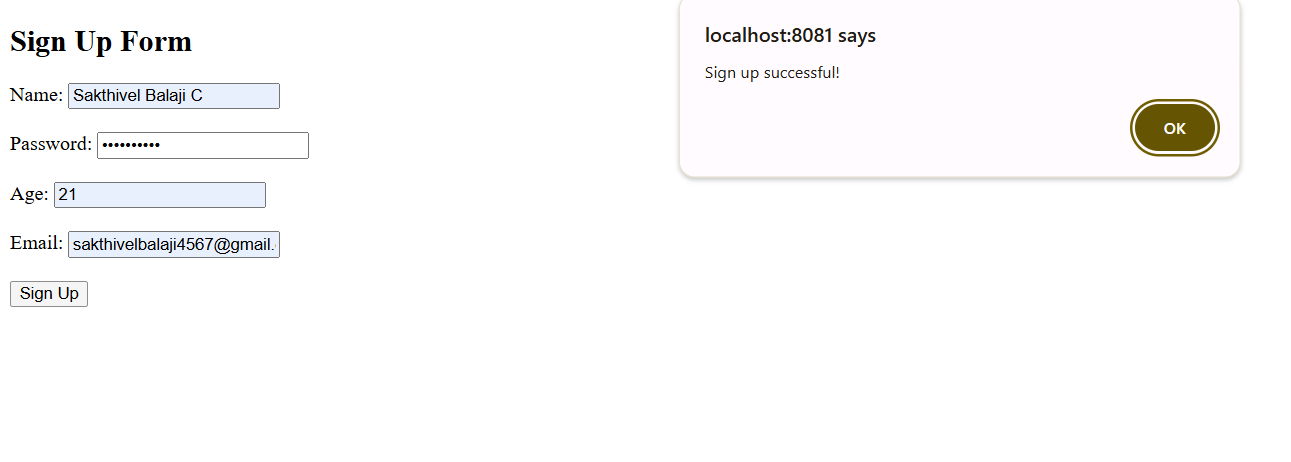 Sign Up Form
Name: Sakthivel Balaji C
Password: ••••••••••
Age: 21
Email: sakthivelbalaji4567@gmail.
Sign Up
localhost:8081 says
Sign up successful!
OK